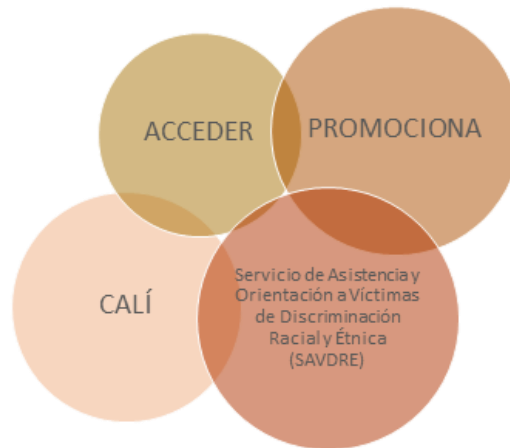 ACCEDER
PROMOCIONA
CALÍ
Servicio de Asistencia y
Orientación a Víctimas
de Discriminación
Racial y Étnica
(SAVDRE)